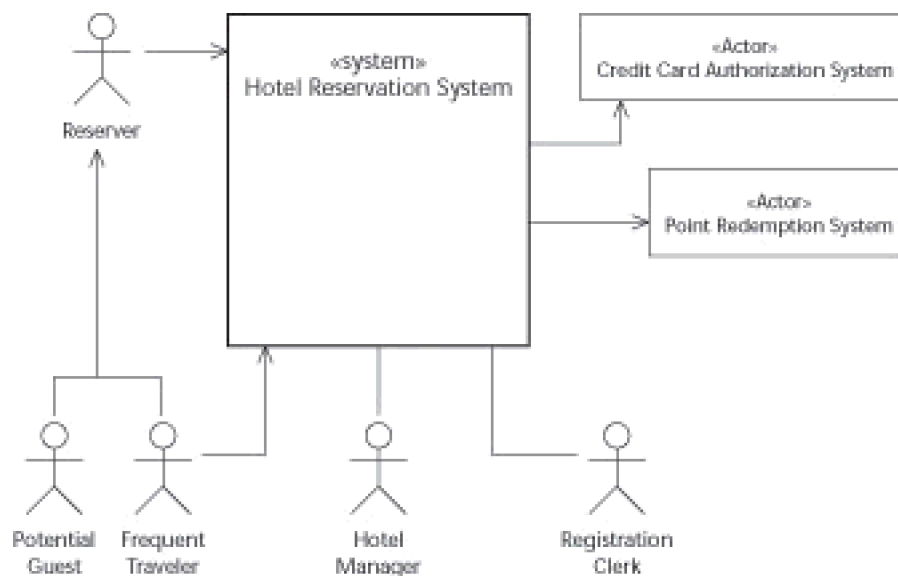 «system»
Hotel Reservation System
«Actor»
Credit Card Authorization System
Reserver
«Actor»
Point Redemption System
Potential
Guest
Frequent
Traveler
Hotel
Manager
Registration
Clerk